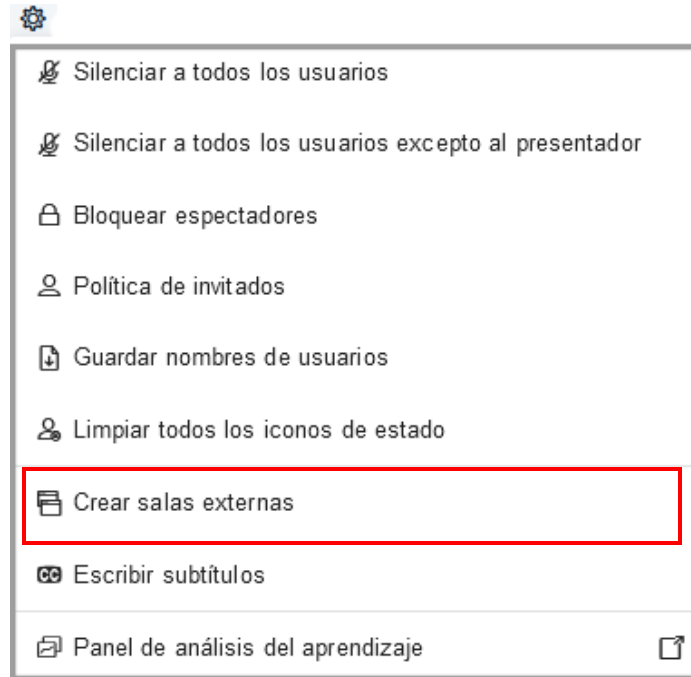 Silenciar a todos los usuarios
Silenciar a todos los usuarios excepto al presentador
Bloquear espectadores
Política de invitados
Guardar nombres de usuarios
Limpiar todos los iconos de estado
Crear salas externas
CC Escribir subtítulos
Panel de análisis del aprendizaje